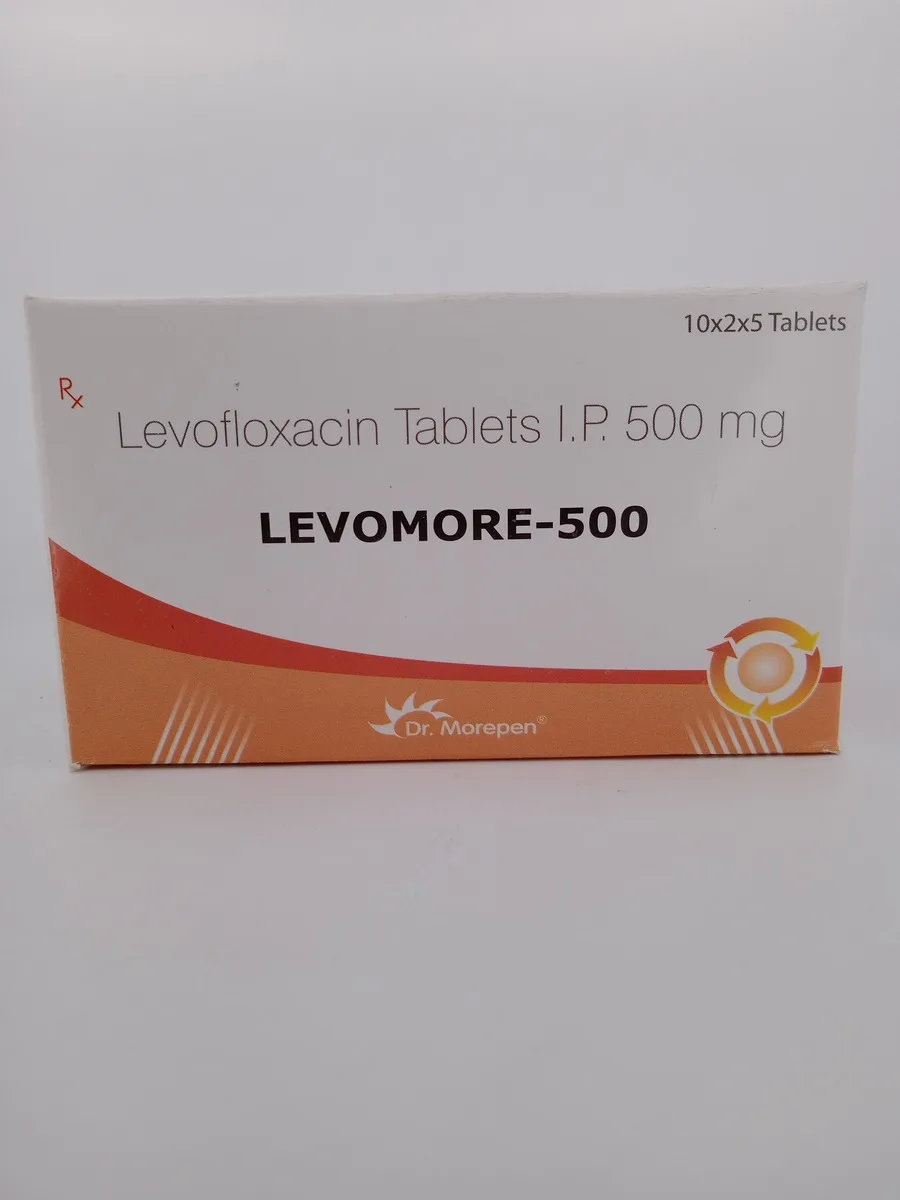 10x2x5 Tablets
Rx
Levofloxacin Tablets I.P. 500 mg
LEVOMORE-500
Dr. Morepen®